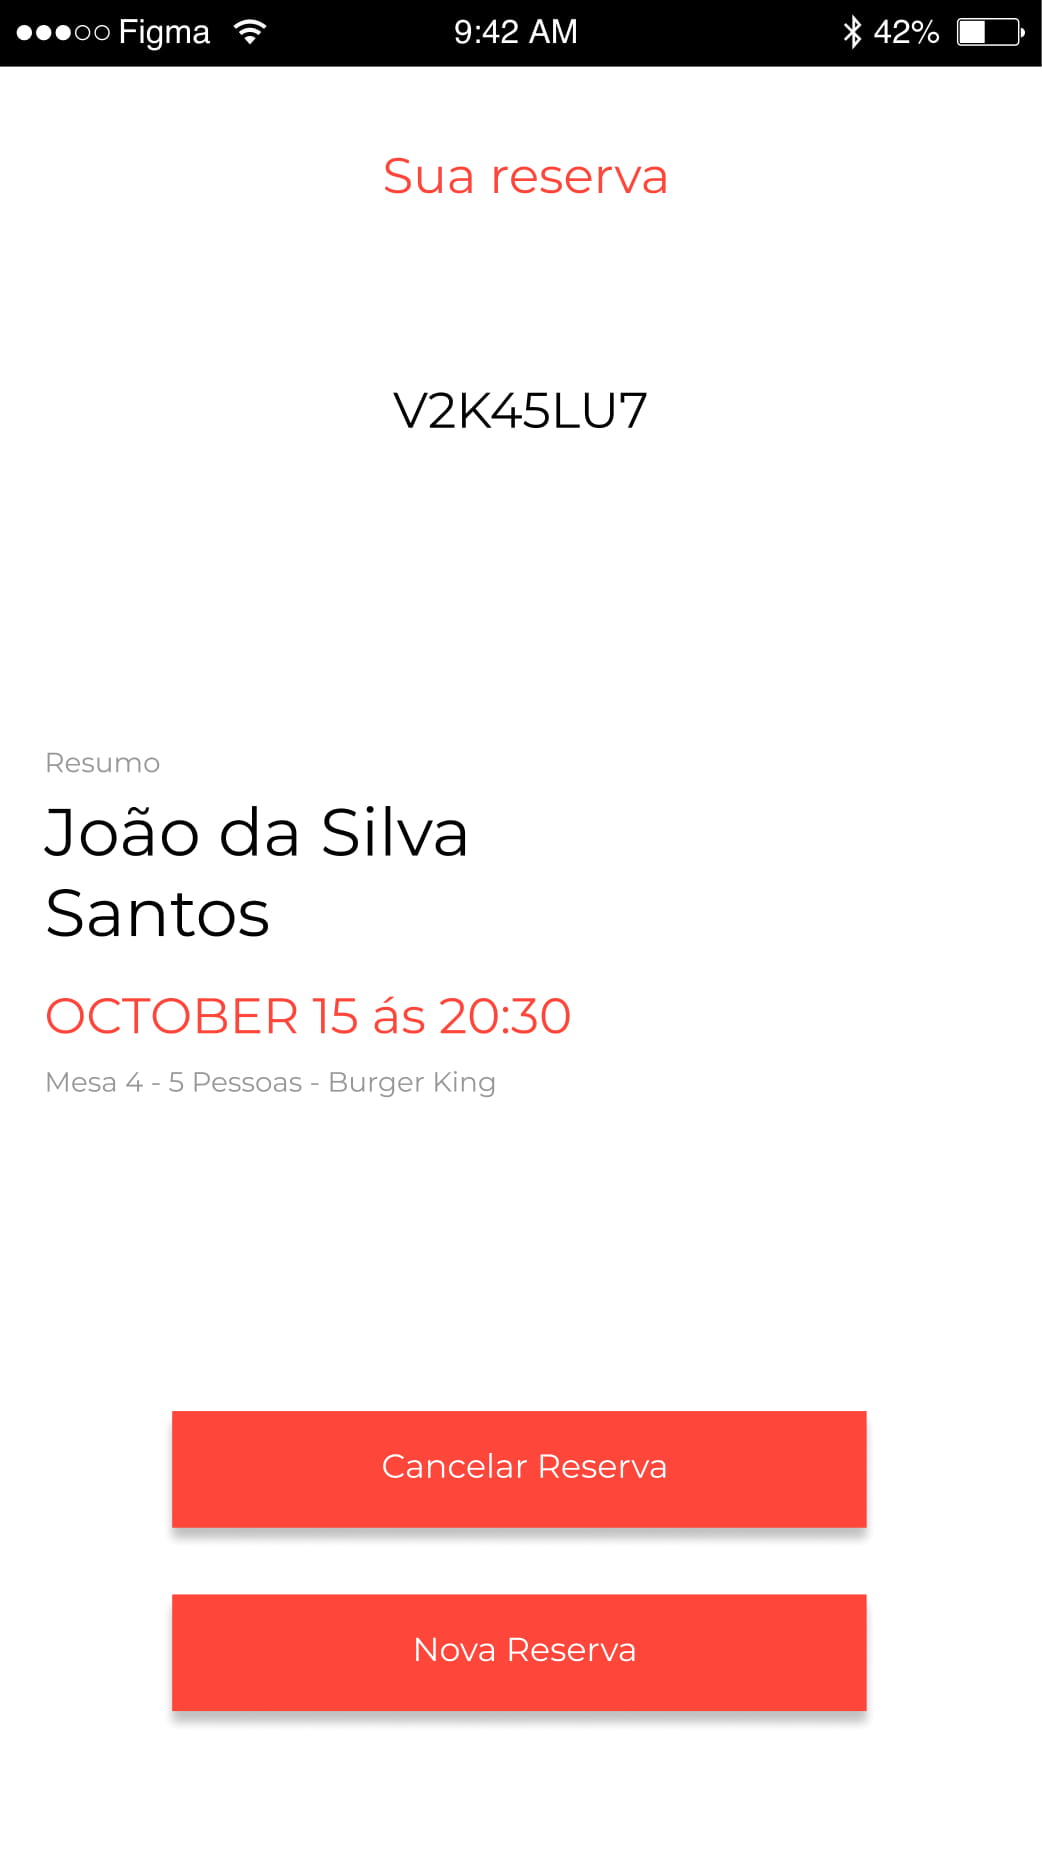 Figma 9:42 AM 42%
Sua reserva
V2K45LU7
Resumo
João da Silva
Santos
OCTOBER 15 ás 20:30
Mesa 4 - 5 Pessoas - Burger King
Cancelar Reserva
Nova Reserva